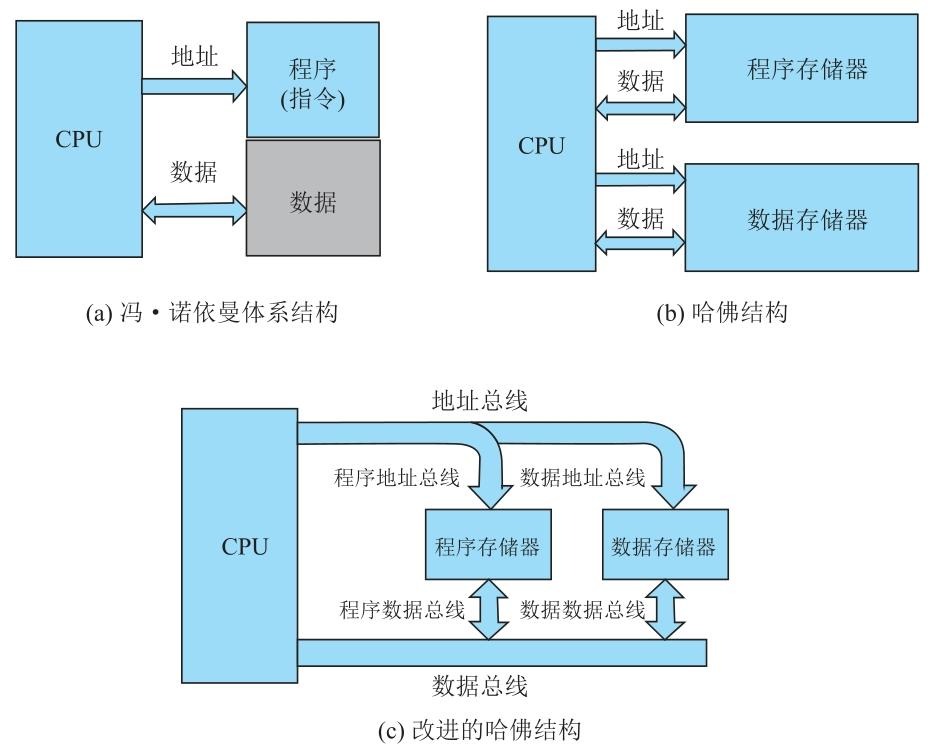 地址
程序
(指令)
CPU
数据
数据
(a) 冯·诺依曼体系结构
地址
程序存储器
数据
CPU
地址
数据存储器
数据
(b) 哈佛结构
地址总线
程序地址总线
数据地址总线
CPU
程序存储器
数据存储器
程序数据总线
数据数据总线
数据总线
(c) 改进的哈佛结构